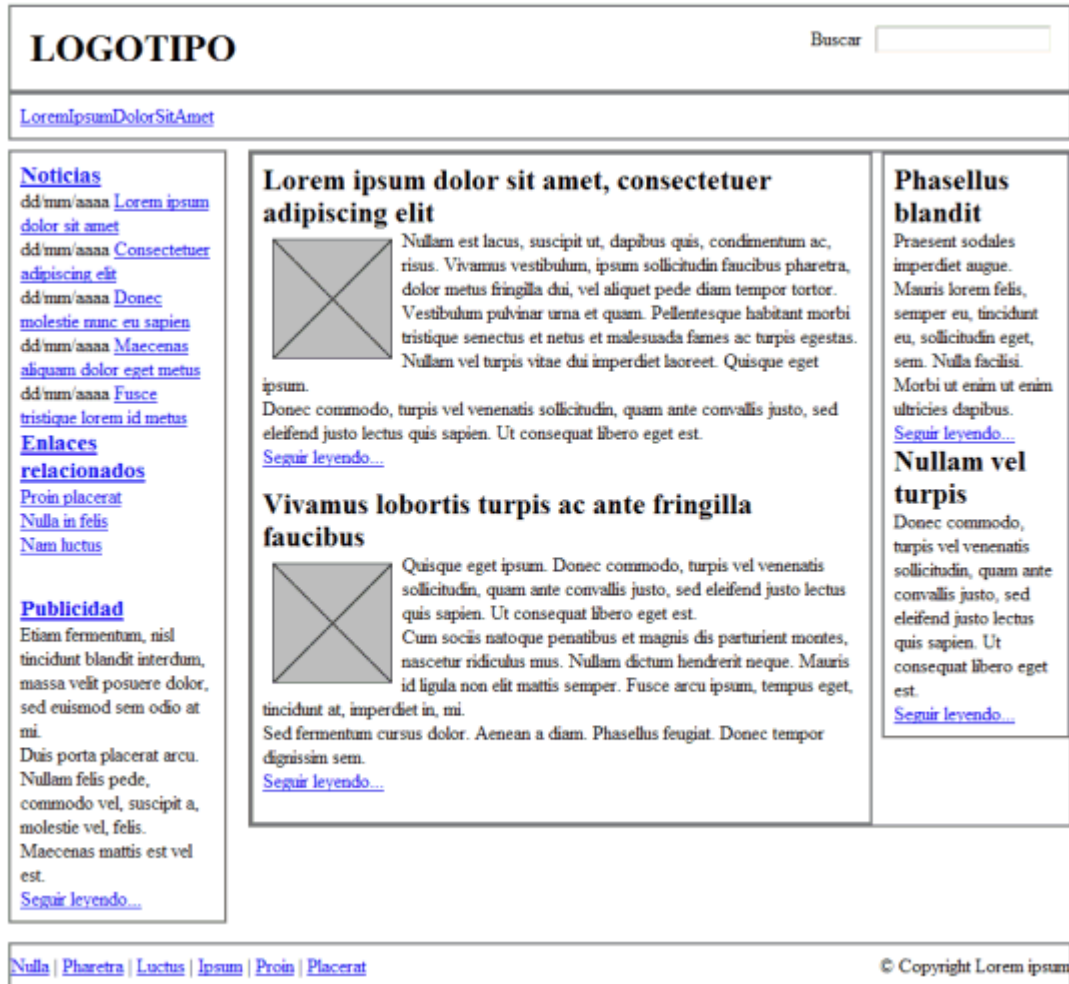 LOGOTIPO
Buscar
LoremIpsumDolorSitAmet
Noticias
dd/mm/aaaa Lorem ipsum
dolor sit amet
dd/mm/aaaa Consectetuer
adipiscing elit
dd/mm/aaaa Donec
molestie nunc eu sapien
dd/mm/aaaa Maecenas
aliquam dolor eget metus
dd/mm/aaaa Fusce
tristique lorem id metus
Enlaces
relacionados
Proin placerat
Nulla in felis
Nam luctus
Publicidad
Etiam fermentum, nisl
tincidunt blandit interdum,
massa velit posuere dolor,
sed euismod sem odio at
mi.
Duis porta placerat arcu.
Nullam felis pede,
commodo vel, suscipit a,
molestie vel, felis.
Maecenas mattis est vel
est.
Seguir leyendo...
Lorem ipsum dolor sit amet, consectetuer
adipiscing elit
Nullam est lacus, suscipit ut, dapibus quis, condimentum ac,
risus. Vivamus vestibulum, ipsum sollicitudin faucibus pharetra,
dolor metus fringilla dui, vel aliquet pede diam tempor tortor.
Vestibulum pulvinar urna et quam. Pellentesque habitant morbi
tristique senectus et netus et malesuada fames ac turpis egestas.
Nullam vel turpis vitae dui imperdiet laoreet. Quisque eget
ipsum.
Donec commodo, turpis vel venenatis sollicitudin, quam ante convallis justo, sed
eleifend justo lectus quis sapien. Ut consequat libero eget est.
Seguir leyendo...
Vivamus lobortis turpis ac ante fringilla
faucibus
Quisque eget ipsum. Donec commodo, turpis vel venenatis
sollicitudin, quam ante convallis justo, sed eleifend justo lectus
quis sapien. Ut consequat libero eget est.
Cum sociis natoque penatibus et magnis dis parturient montes,
nascetur ridiculus mus. Nullam dictum hendrerit neque. Mauris
id ligula non elit mattis semper. Fusce arcu ipsum, tempus eget,
tincidunt at, imperdiet in, mi.
Sed fermentum cursus dolor. Aenean a diam. Phasellus feugiat. Donec tempor
dignissim sem.
Seguir leyendo...
Phasellus
blandit
Praesent sodales
imperdiet augue.
Mauris lorem felis,
semper eu, tincidunt
eu, sollicitudin eget,
sem. Nulla facilisi.
Morbi ut enim ut enim
ultricies dapibus.
Seguir leyendo...
Nullam vel
turpis
Donec commodo,
turpis vel venenatis
sollicitudin, quam ante
convallis justo, sed
eleifend justo lectus
quis sapien. Ut
consequat libero eget
est.
Seguir leyendo...
Nulla | Pharetra | Luctus | Ipsum | Proin | Placerat
© Copyright Lorem ipsum